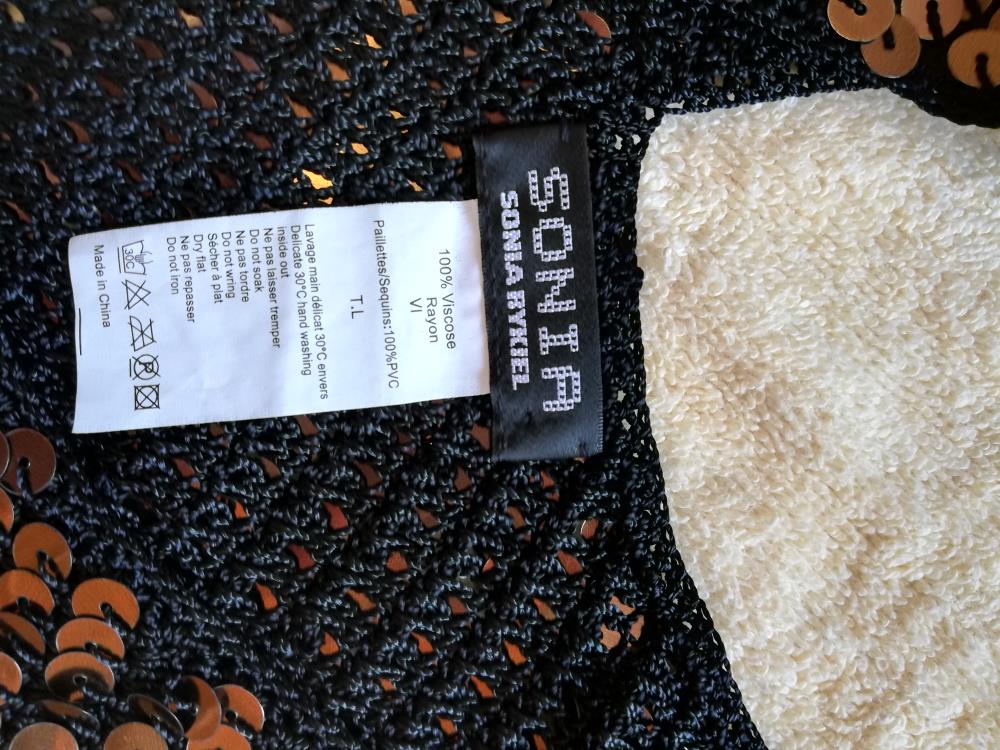 SONIA
SONIA RYKIEL
100% Viscose
Rayon
VI
Paillettes/Sequins:100%PVC
T.L
Lavage main délicat 30°C envers
Delicate 30°C hand washing
inside out
Ne pas laisser tremper
Do not soak
Ne pas tordre
Do not wring
Sécher à plat
Dry flat
Ne pas repasser
Do not iron
30C
P
Made in China